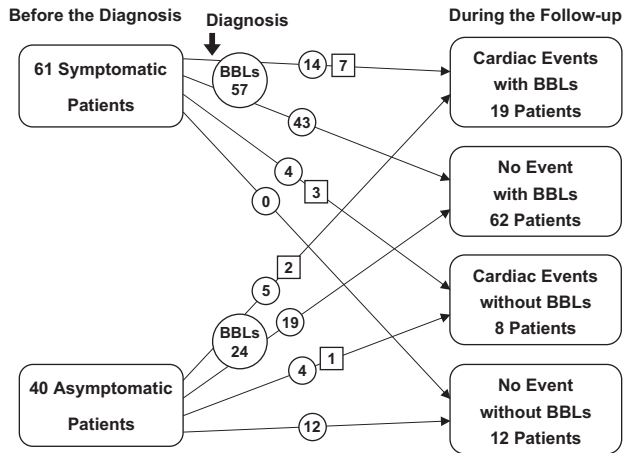 Before the Diagnosis
Diagnosis
During the Follow-up
61 Symptomatic
Patients
BBLs
57
14
7
43
4
3
0
Cardiac Events
with BBLs
19 Patients
No Event
with BBLs
62 Patients
2
5
19
BBLs
24
4
1
12
Cardiac Events
without BBLs
8 Patients
40 Asymptomatic
Patients
No Event
without BBLs
12 Patients